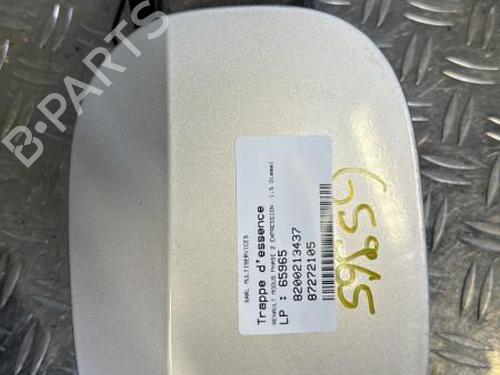 B-PARTS
SARL MULTISERVICES
Trappe d'essence
RENAULT MODUS PHASE 2 EXPRESSION 1.5 Diesel
LP : 65965
8200213437
87272105
65965